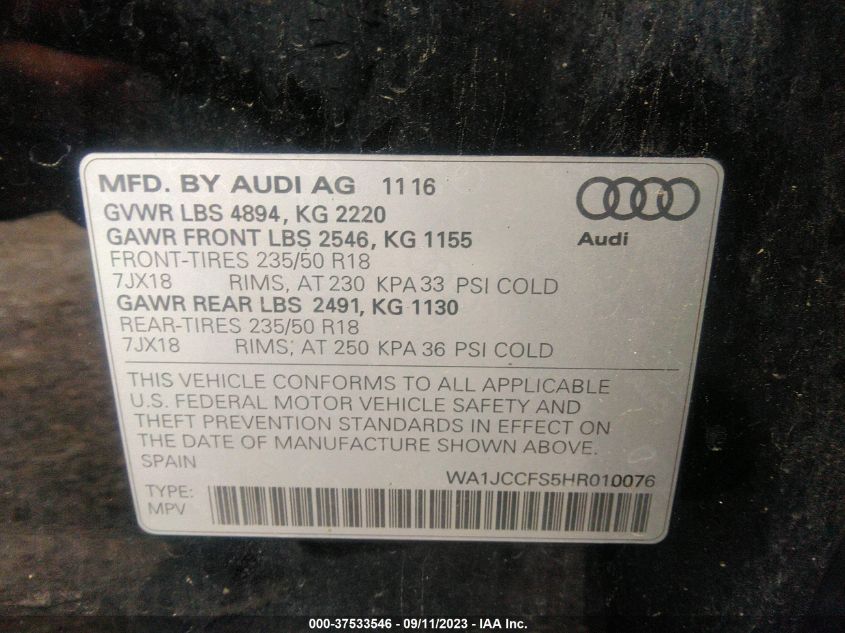 MFD. BY AUDI AG 11 16
GVWR LBS 4894, KG 2220
GAWR FRONT LBS 2546, KG 1155
Audi
FRONT-TIRES 235/50 R18
7JX18 RIMS, AT 230 KPA 33 PSI COLD
GAWR REAR LBS 2491, KG 1130
REAR-TIRES 235/50 R18
7JX18 RIMS, AT 250 KPA 36 PSI COLD
THIS VEHICLE CONFORMS TO ALL APPLICABLE
U.S. FEDERAL MOTOR VEHICLE SAFETY AND
THEFT PREVENTION STANDARDS IN EFFECT ON
THE DATE OF MANUFACTURE SHOWN ABOVE.
SPAIN
WA1JCCFS5HR010076
TYPE:
MPV
000-37533546 - 09/11/2023 - IAA Inc.